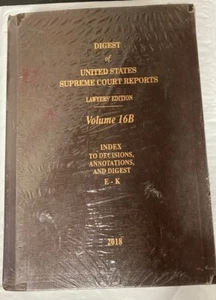 DIGEST
of
UNITED STATES
SUPREME COURT REPORTS
LAWYERS' EDITION
Volume 16B
INDEX
TO DECISIONS,
ANNOTATIONS,
AND DIGEST
E - K
2018